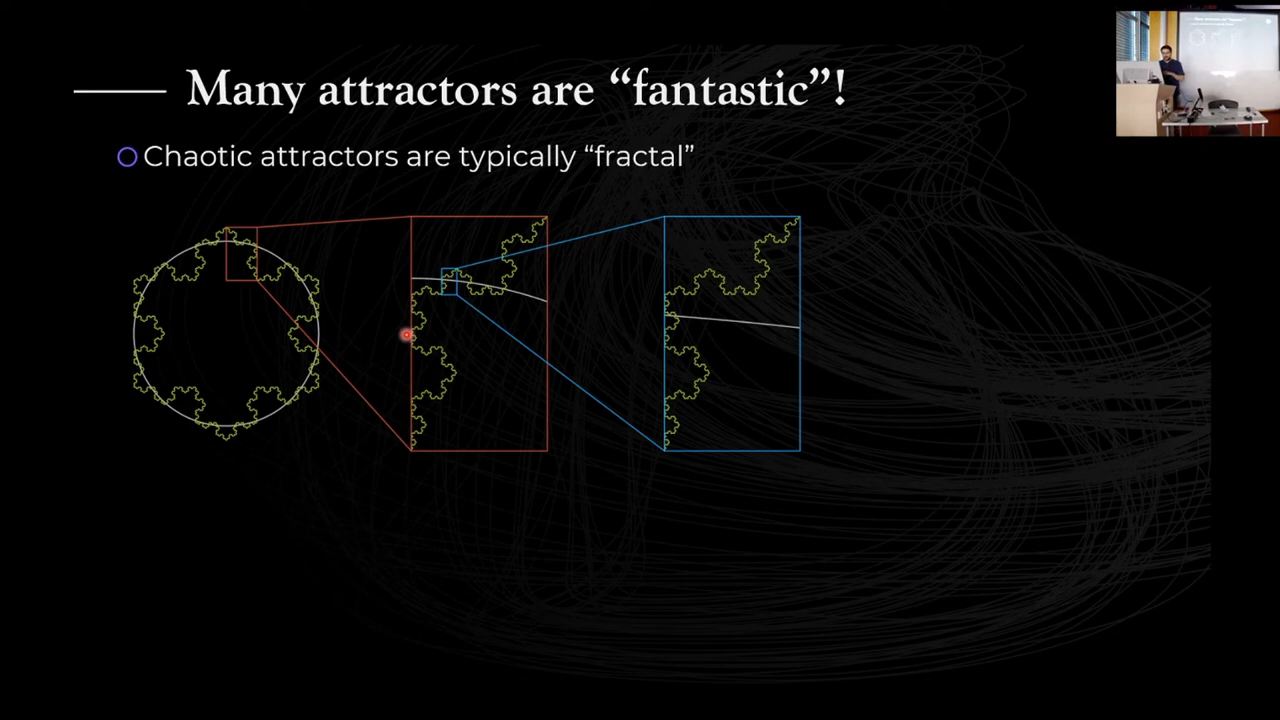 Many attractors are “fantastic”!
Chaotic attractors are typically “fractal”